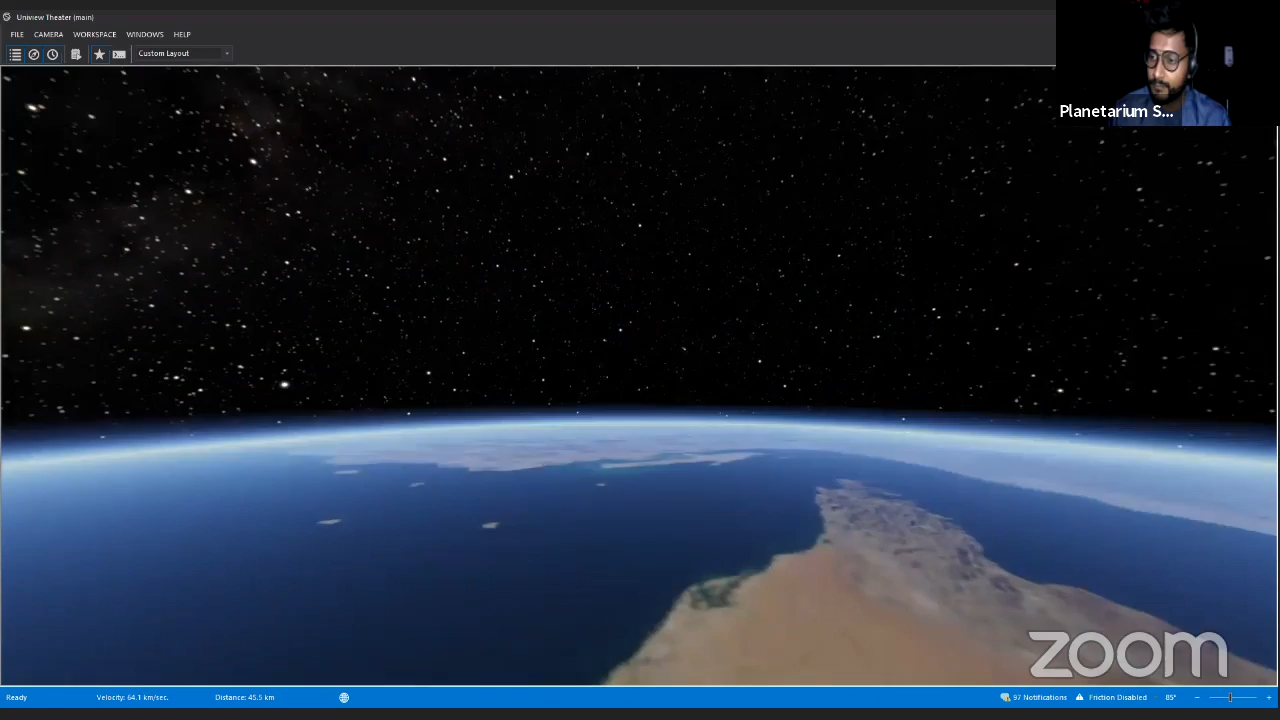 Uniview Theater (main)
FILE CAMERA WORKSPACE WINDOWS HELP
Custom Layout
Planetarium S...
zoom
Ready Velocity: 64.1 km/sec. Distance: 45.5 km 97 Notifications Friction Disabled 85° − +